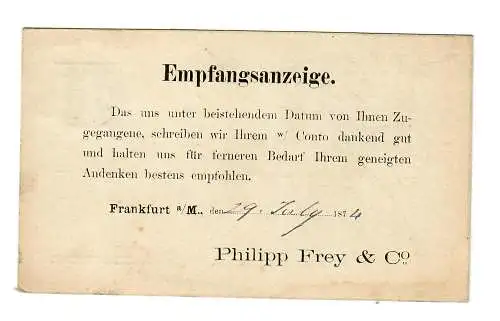 Empfangsanzeige.
Das uns unter beistehendem Datum von Ihnen Zu-
gegangene, schreiben wir Ihrem w/ Conto dankend gut
und halten uns für ferneren Bedarf Ihrem geneigten
Andenken bestens empfohlen.
Frankfurt a/M., den 29. July 1874
Philipp Frey & Co